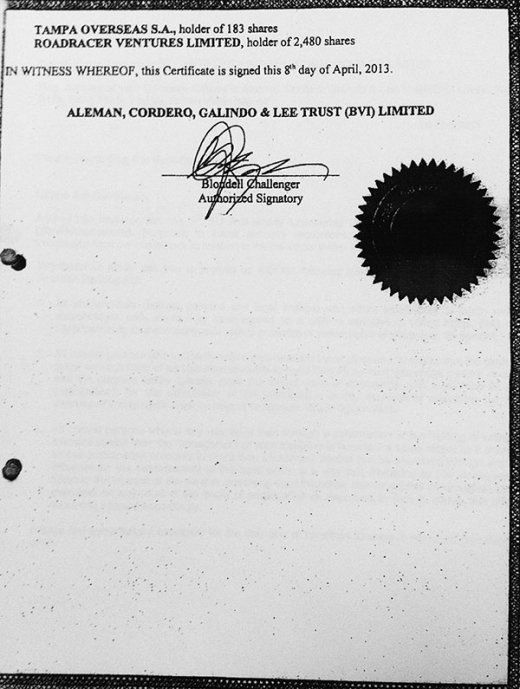 TAMPA OVERSEAS S.A., holder of 183 shares
ROADRACER VENTURES LIMITED, holder of 2,480 shares
IN WITNESS WHEREOF, this Certificate is signed this 8th day of April, 2013.
ALEMAN, CORDERO, GALINDO & LEE TRUST (BVI) LIMITED
Blondell Challenger
Authorized Signatory